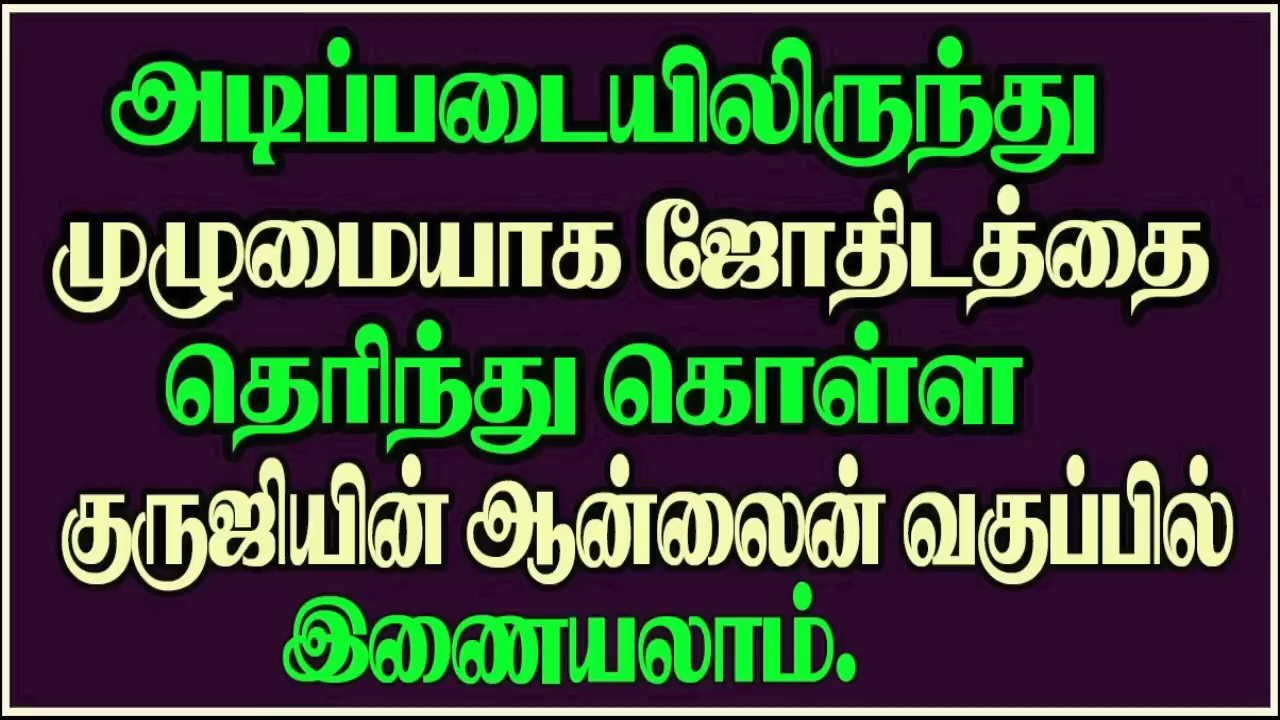 அடிப்படையிலிருந்து
முழுமையாக ஜோதிடத்தை
தெரிந்து கொள்ள
குருஜியின் ஆன்லைன் வகுப்பில்
இணையலாம்.